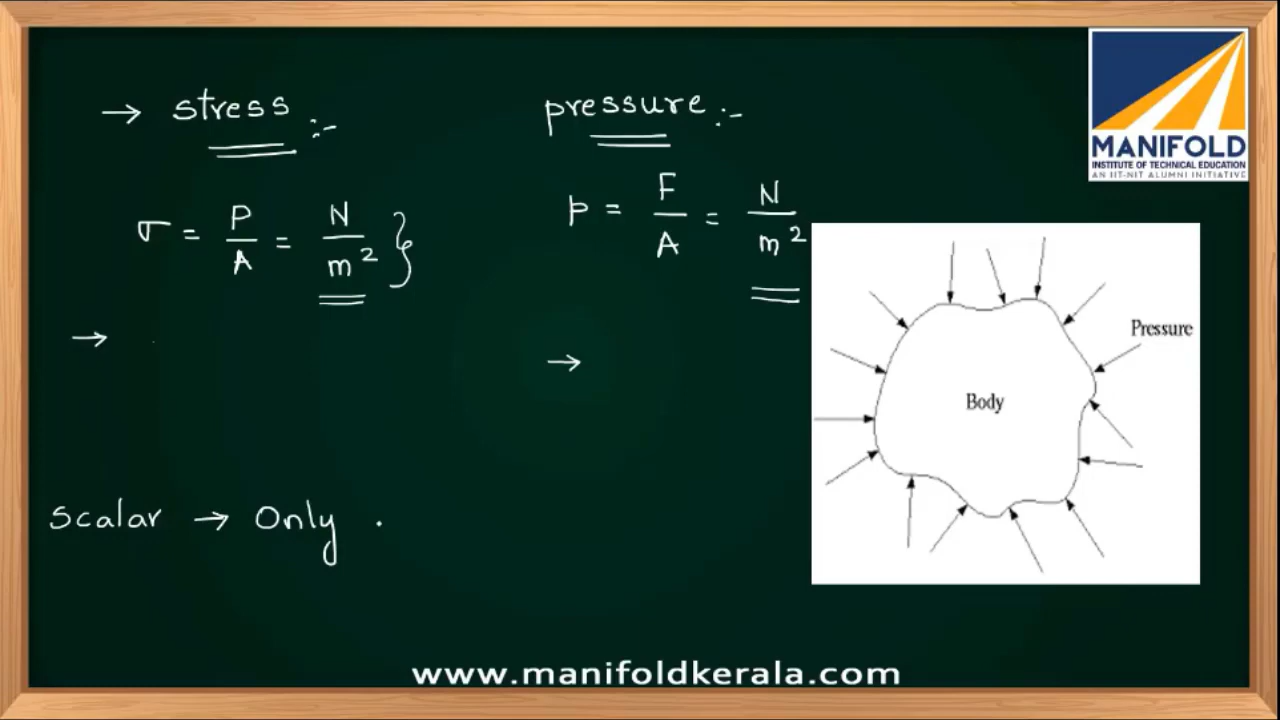 → stress :-
σ = P/A = N/m² }
→
pressure :-
p = F/A = N/m²
→
Scalar → Only .
Pressure
Body
MANIFOLD
INSTITUTE OF TECHNICAL EDUCATION
AN IIT-NIT ALUMNI INITIATIVE
www.manifoldkerala.com